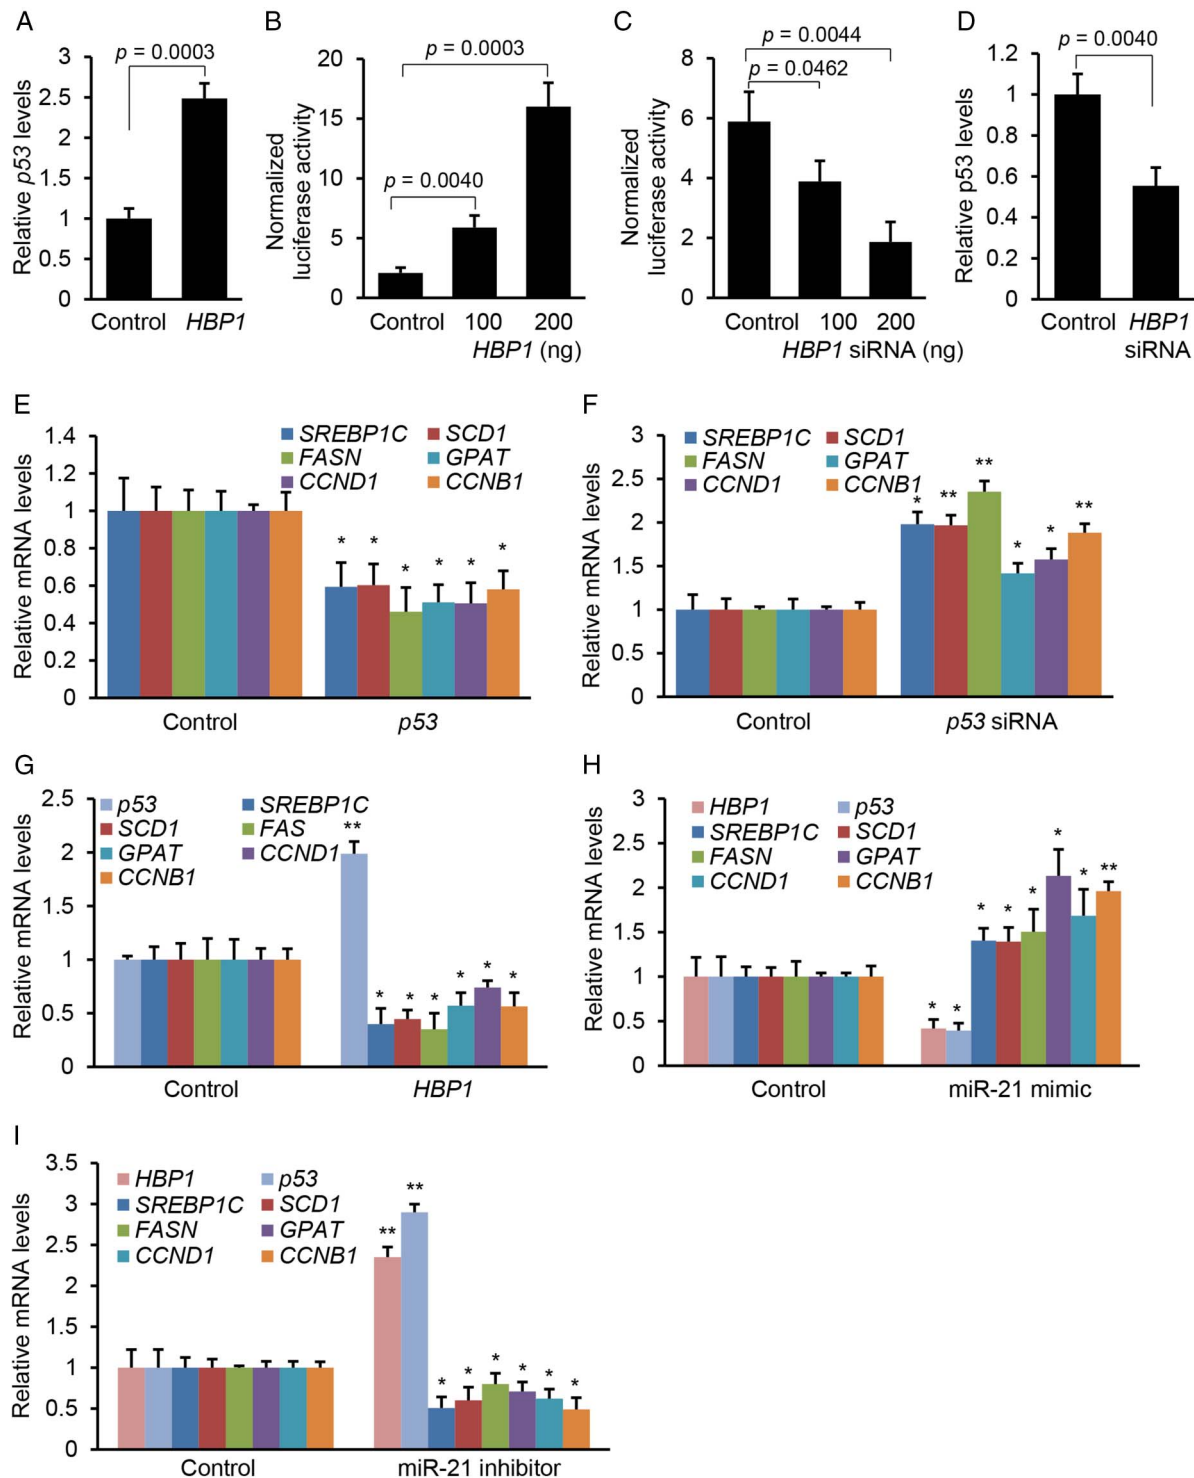 A
p = 0.0003
3
2.5
2
1.5
1
0.5
0
Relative p53 levels
Control HBP1
B
p = 0.0003
20
15
10
5
0
p = 0.0040
Normalized
luciferase activity
Control 100 200
HBP1 (ng)
C
p = 0.0044
p = 0.0462
8
6
4
2
0
Normalized
luciferase activity
Control 100 200
HBP1 siRNA (ng)
D
p = 0.0040
1.2
1
0.8
0.6
0.4
0.2
0
Relative p53 levels
Control HBP1
siRNA
E
1.4
1.2
1
0.8
0.6
0.4
0.2
0
Relative mRNA levels
SREBP1C SCD1
FASN GPAT
CCND1 CCNB1
* * * * * *
Control p53
F
3
2.5
2
1.5
1
0.5
0
Relative mRNA levels
SREBP1C SCD1
FASN GPAT
CCND1 CCNB1
* ** ** * * **
Control p53 siRNA
G
2.5
2
1.5
1
0.5
0
Relative mRNA levels
p53 SREBP1C
SCD1 FAS
GPAT CCND1
CCNB1
** * * * * * *
Control HBP1
H
3
2.5
2
1.5
1
0.5
0
Relative mRNA levels
HBP1 p53
SREBP1C SCD1
FASN GPAT
CCND1 CCNB1
* * * * * * * **
Control miR-21 mimic
I
3.5
3
2.5
2
1.5
1
0.5
0
Relative mRNA levels
HBP1 p53
SREBP1C SCD1
FASN GPAT
CCND1 CCNB1
** ** * * * * * *
Control miR-21 inhibitor